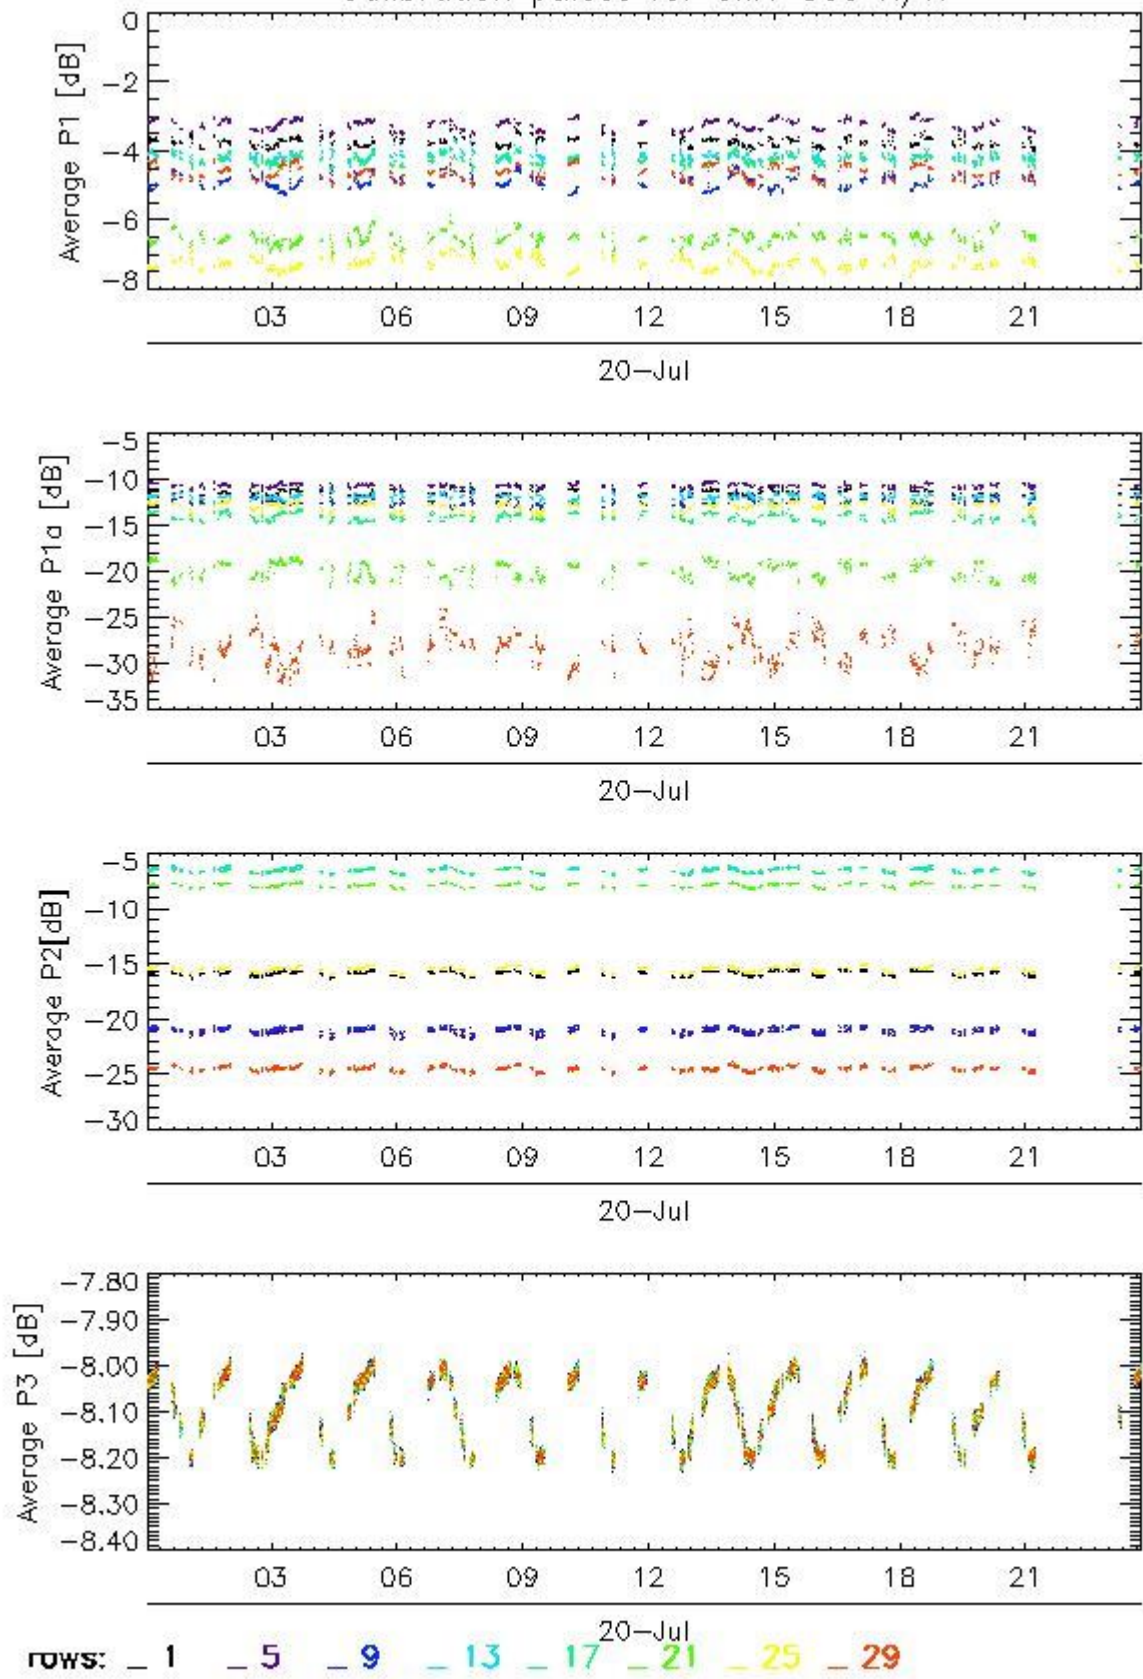 0
-2
-4
-6
-8
Average P1 [dB]
03 06 09 12 15 18 21
20-Jul
-5
-10
-15
-20
-25
-30
-35
Average P1a [dB]
03 06 09 12 15 18 21
20-Jul
-5
-10
-15
-20
-25
-30
Average P2[dB]
03 06 09 12 15 18 21
20-Jul
-7.80
-7.90
-8.00
-8.10
-8.20
-8.30
-8.40
Average P3 [dB]
03 06 09 12 15 18 21
20-Jul
rows: _ 1 _ 5 _ 9 _ 13 _ 17 _ 21 _ 25 _ 29